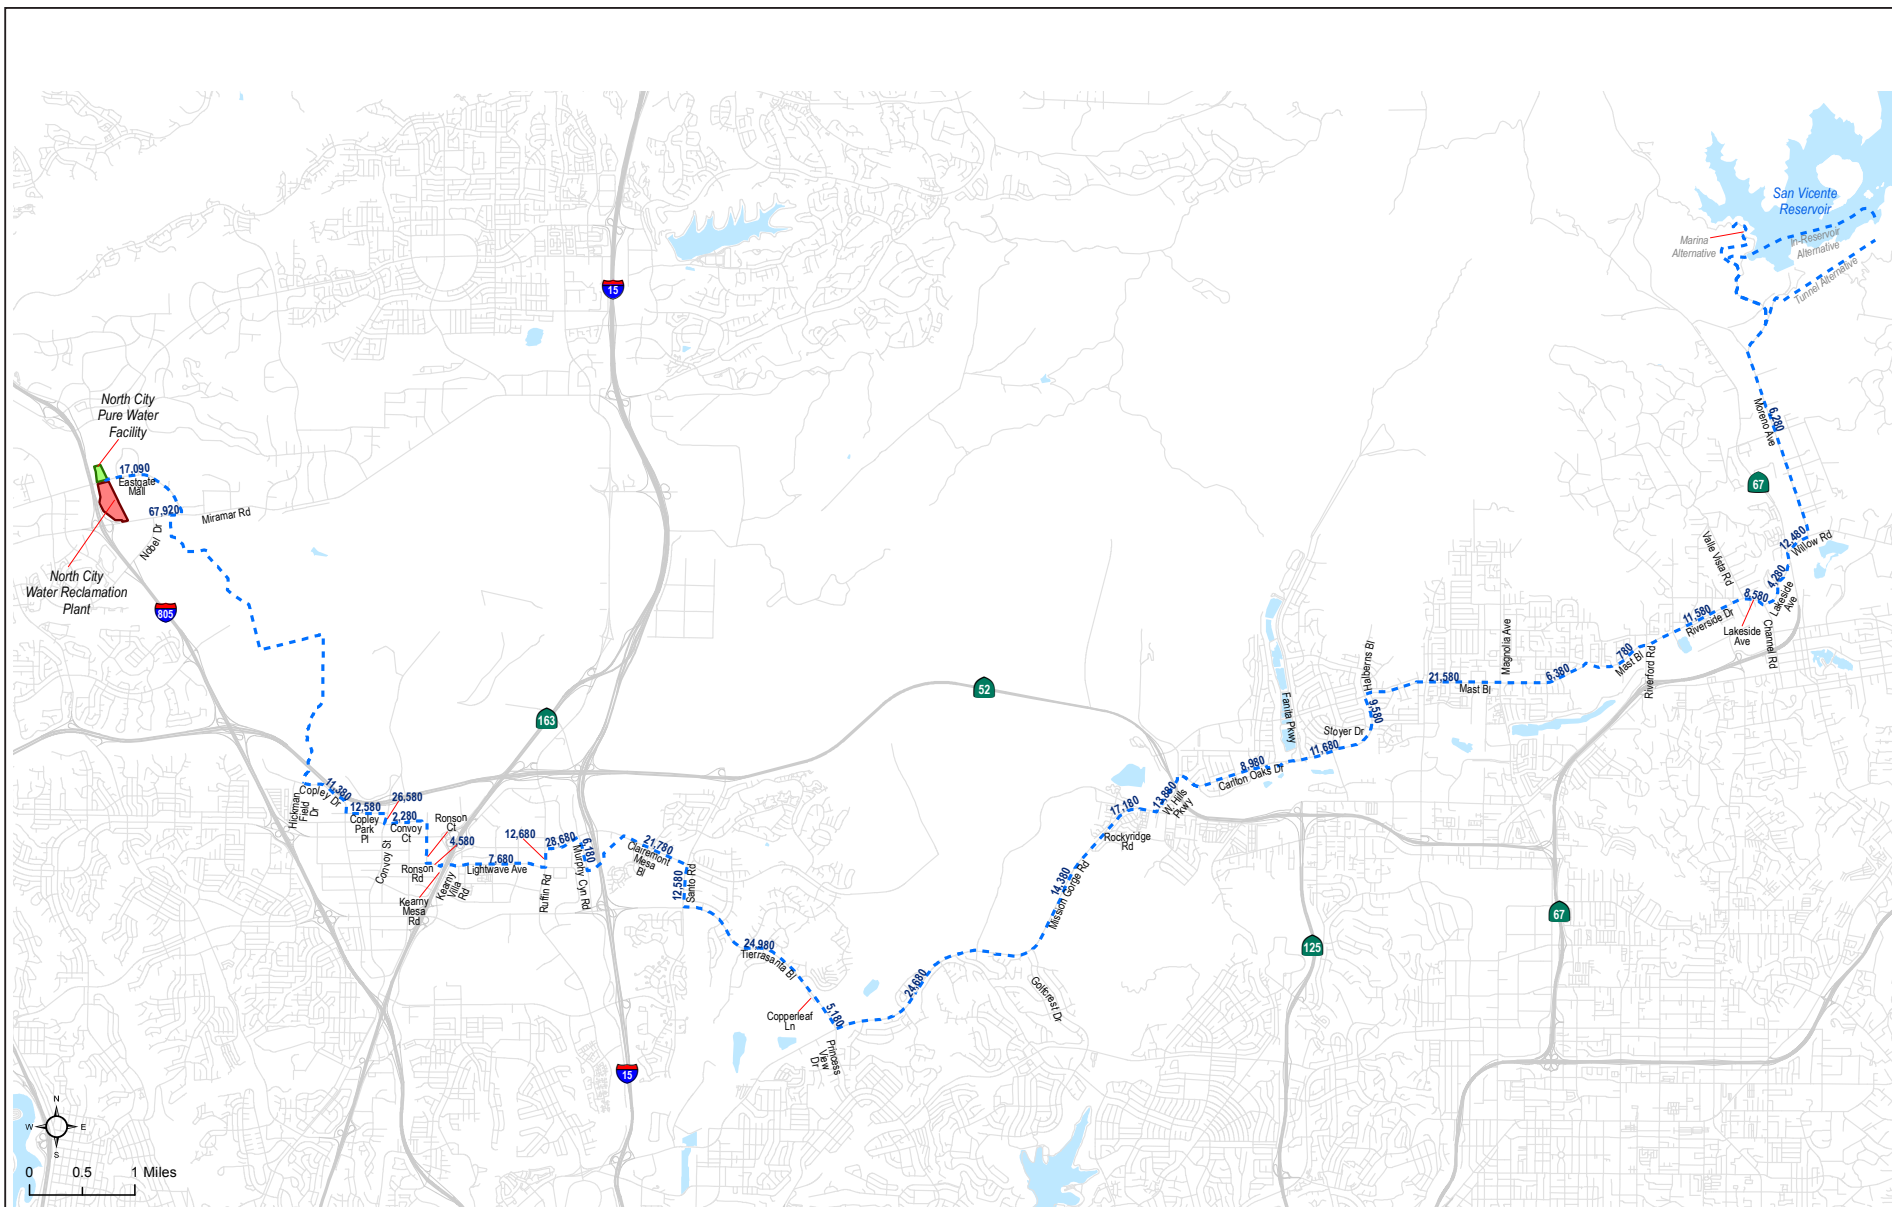 San Vicente
Reservoir
Marina
Alternative
In-Reservoir
Alternative
Tunnel Alternative
15
North City
Pure Water
Facility
17,090
Eastgate
Mall
67,920
Miramar Rd
Nobel Dr
North City
Water Reclamation
Plant
805
6,280
Moreno Ave
67
12,480
Willow Rd
Valle Vista Rd
4,280
Lakeside
Ave
8,580
11,580
Riverside Dr
Lakeside
Ave
Channel Rd
780
Mast Bl
Riverford Rd
6,380
Magnolia Ave
21,580
Mast Bl
Halberns Bl
9,580
Fanita Pkwy
Stoyer Dr
11,680
8,980
Carlton Oaks Dr
52
163
13,880
W. Hills
Pkwy
17,180
Rockyridge
Rd
14,380
Mission Gorge Rd
11,380
Copley Dr
Hickman
Field
Dr
12,580
Copley
Park
Pl
26,580
2,280
Convoy
Ct
Convoy St
Ronson
Ct
4,580
Ronson
Rd
Kearny
Mesa
Rd
Kearny
Villa
Rd
7,680
Lightwave Ave
12,680
28,680
Ruffin Rd
6,180
Murphy Cyn Rd
21,780
Clairemont
Mesa
Bl
12,580
Santo Rd
24,980
Tierrasanta Bl
Copperleaf
Ln
5,180
Princess
View
Dr
24,680
Golfcrest Dr
125
67
15
N
W
E
S
0 0.5 1 Miles